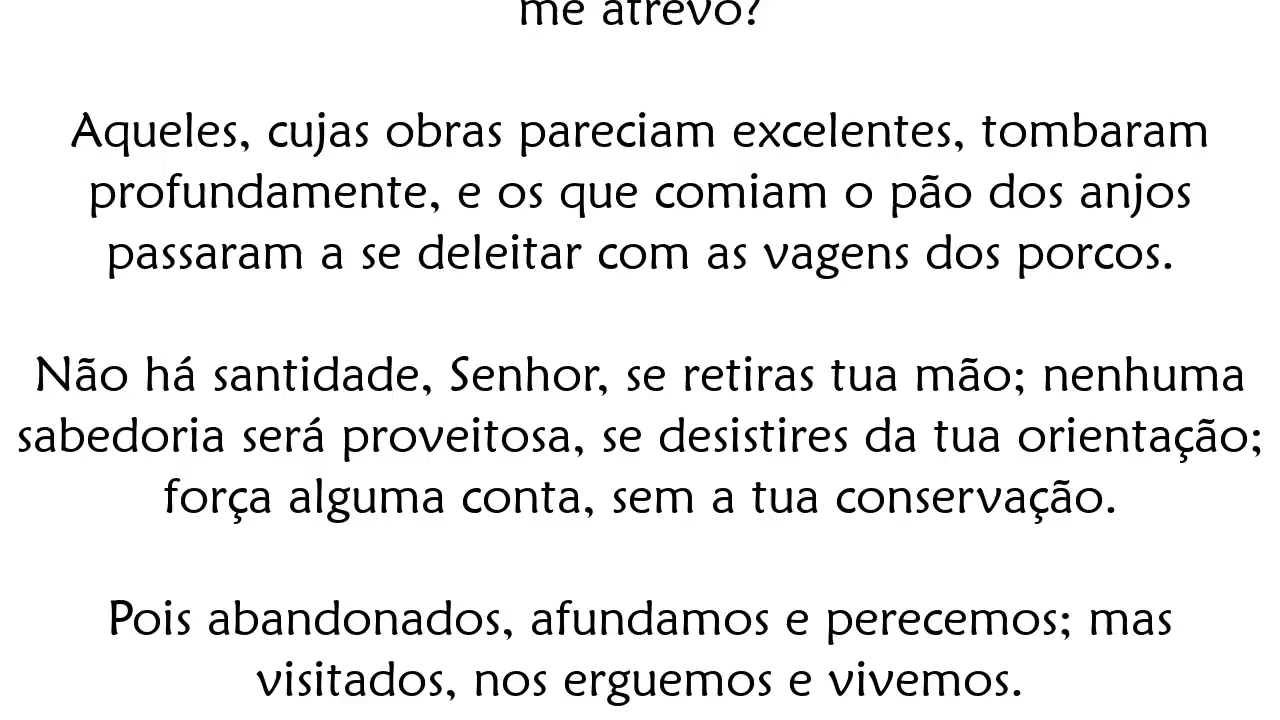 me atrevo?
Aqueles, cujas obras pareciam excelentes, tombaram
profundamente, e os que comiam o pão dos anjos
passaram a se deleitar com as vagens dos porcos.
Não há santidade, Senhor, se retiras tua mão; nenhuma
sabedoria será proveitosa, se desistires da tua orientação;
força alguma conta, sem a tua conservação.
Pois abandonados, afundamos e perecemos; mas
visitados, nos erguemos e vivemos.